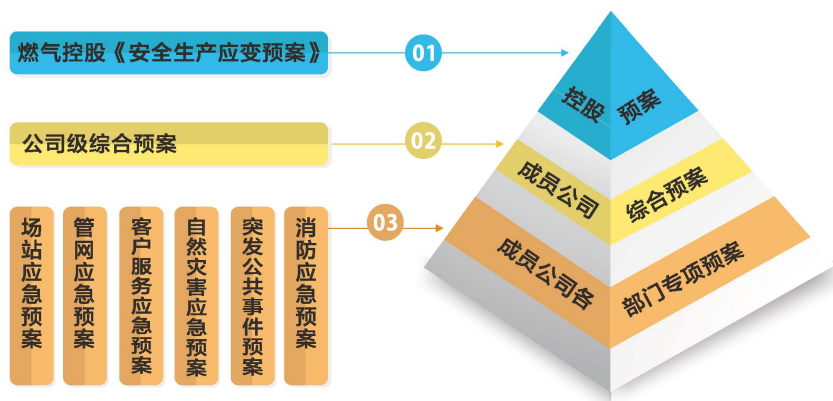 燃气控股《安全生产应变预案》
01
控股 预案
公司级综合预案
02
成员公司 综合预案
场站应急预案
管网应急预案
客户服务应急预案
自然灾害应急预案
突发公共事件预案
消防应急预案
03
成员公司各 部门专项预案